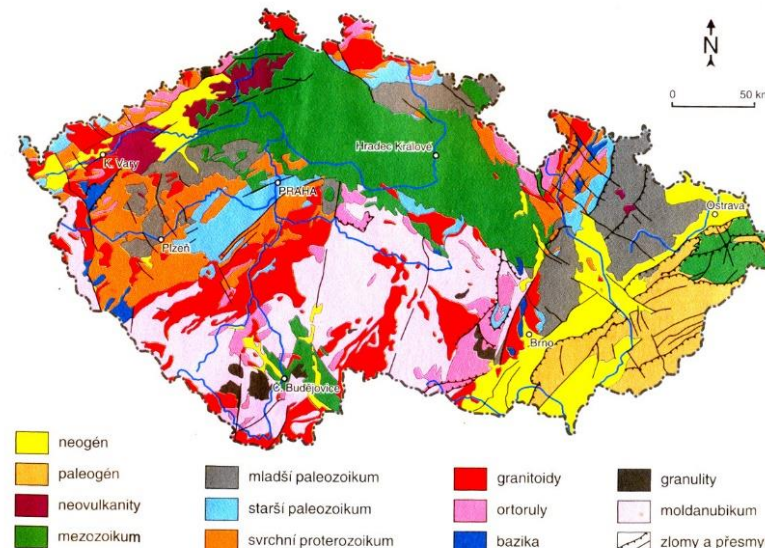 N
0 50 km
K. Vary
Hradec Králové
PRAHA
Plzeň
Ostrava
Brno
Č. Budějovice
neogén
paleogén
neovulkanity
mezozoikum
mladší paleozoikum
starší paleozoikum
svrchní proterozoikum
granitoidy
ortoruly
bazika
granulity
moldanubikum
zlomy a přesmyky